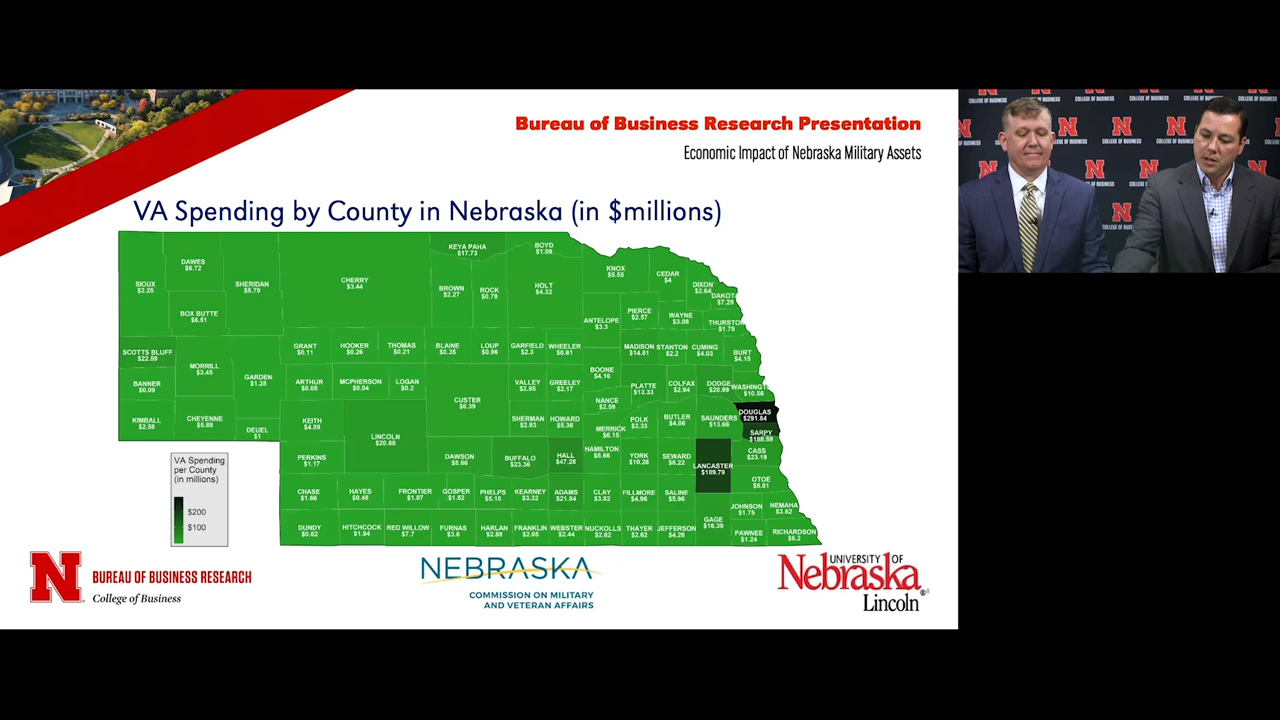 Bureau of Business Research Presentation
Economic Impact of Nebraska Military Assets
VA Spending by County in Nebraska (in $millions)
SIOUX
$2.25
DAWES
$6.72
BOX BUTTE
$6.51
SHERIDAN
$5.79
CHERRY
$3.44
KEYA PAHA
$17.73
BOYD
$1.09
BROWN
$2.27
ROCK
$0.78
HOLT
$4.32
KNOX
$5.55
CEDAR
$4
DIXON
$2.64
DAKOTA
$7.29
ANTELOPE
$3.3
PIERCE
$2.57
WAYNE
$3.08
THURSTON
$1.79
SCOTTS BLUFF
$22.59
MORRILL
$3.45
GARDEN
$1.28
BANNER
$0.09
KIMBALL
$2.58
CHEYENNE
$5.88
DEUEL
$1
GRANT
$0.11
HOOKER
$0.26
THOMAS
$0.21
BLAINE
$0.35
LOUP
$0.96
GARFIELD
$2.3
WHEELER
$0.61
BOONE
$4.16
MADISON
$14.81
STANTON
$2.2
CUMING
$4.03
BURT
$4.15
ARTHUR
$0.05
MCPHERSON
$0.04
LOGAN
$0.2
CUSTER
$6.39
VALLEY
$2.95
GREELEY
$2.17
NANCE
$2.59
PLATTE
$13.33
COLFAX
$2.94
DODGE
$20.99
WASHINGTON
$10.56
KEITH
$4.89
LINCOLN
$20.68
SHERMAN
$2.93
HOWARD
$5.36
MERRICK
$6.15
POLK
$2.33
BUTLER
$4.06
SAUNDERS
$13.66
DOUGLAS
$291.84
SARPY
$188.59
PERKINS
$1.17
DAWSON
$8.66
BUFFALO
$23.36
HALL
$47.28
HAMILTON
$6.66
YORK
$10.28
SEWARD
$8.22
LANCASTER
$189.79
CASS
$23.19
OTOE
$8.81
CHASE
$1.66
HAYES
$0.48
FRONTIER
$1.07
GOSPER
$1.52
PHELPS
$5.15
KEARNEY
$3.32
ADAMS
$21.84
CLAY
$3.82
FILLMORE
$4.96
SALINE
$5.96
GAGE
$16.39
JOHNSON
$1.75
NEMAHA
$3.62
DUNDY
$0.62
HITCHCOCK
$1.94
RED WILLOW
$7.7
FURNAS
$3.6
HARLAN
$2.88
FRANKLIN
$2.65
WEBSTER
$2.44
NUCKOLLS
$2.62
THAYER
$2.62
JEFFERSON
$4.26
PAWNEE
$1.24
RICHARDSON
$6.2
VA Spending
per County
(in millions)
$200
$100
N
BUREAU OF BUSINESS RESEARCH
College of Business
NEBRASKA
COMMISSION ON MILITARY
AND VETERAN AFFAIRS
UNIVERSITY OF
Nebraska
Lincoln
COLLEGE OF BUSINESS